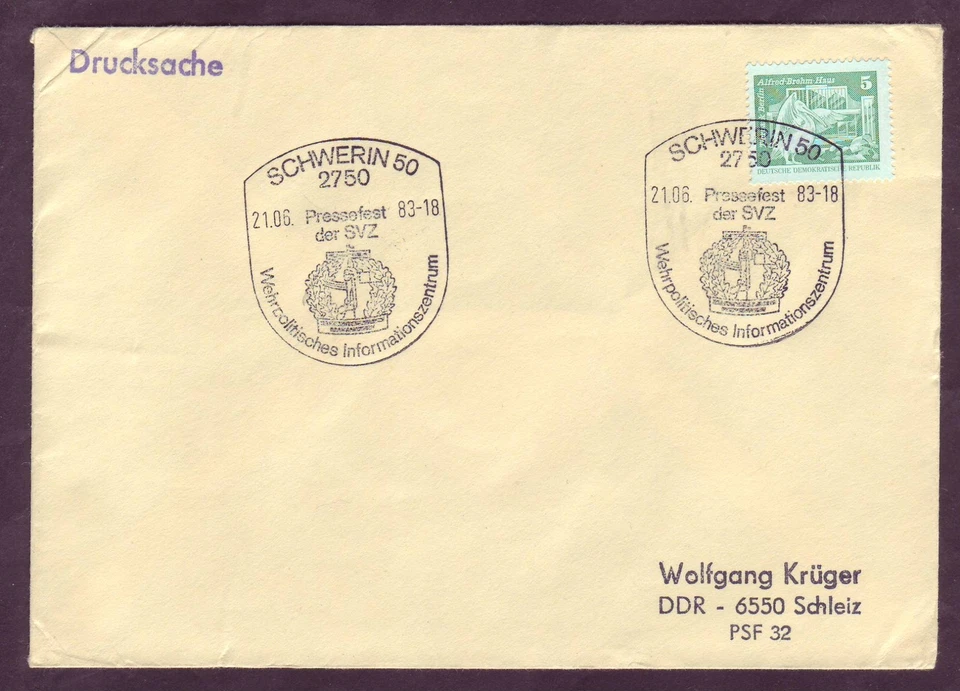 Drucksache
Berlin
Alfred-Brehm-Haus
5
DEUTSCHE DEMOKRATISCHE REPUBLIK
SCHWERIN 50
2750
21.06. Pressefest 83-18
der SVZ
Wehrpolitisches Informationszentrum
SCHWERIN 50
2750
21.06. Pressefest 83-18
der SVZ
Wehrpolitisches Informationszentrum
Wolfgang Krüger
DDR - 6550 Schleiz
PSF 32